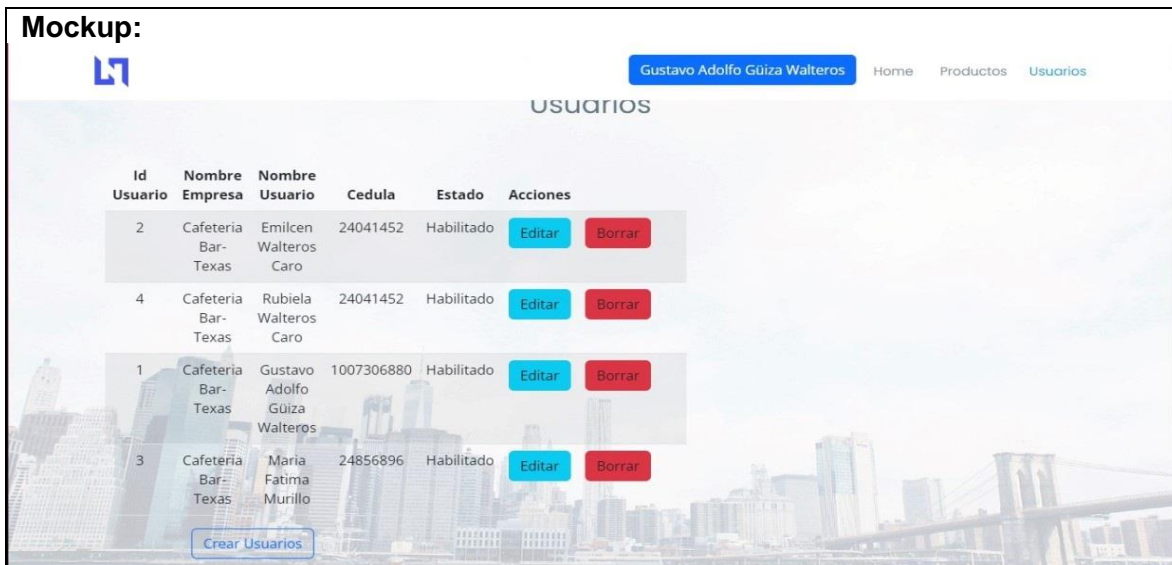 Mockup:
Gustavo Adolfo Güiza Walteros Home Productos Usuarios
Usuarios
Id Usuario Nombre Empresa Nombre Usuario Cedula Estado Acciones
2 Cafeteria Bar-Texas Emilcen Walteros Caro 24041452 Habilitado Editar Borrar
4 Cafeteria Bar-Texas Rubiela Walteros Caro 24041452 Habilitado Editar Borrar
1 Cafeteria Bar-Texas Gustavo Adolfo Güiza Walteros 1007306880 Habilitado Editar Borrar
3 Cafeteria Bar-Texas Maria Fatima Murillo 24856896 Habilitado Editar Borrar
Crear Usuarios